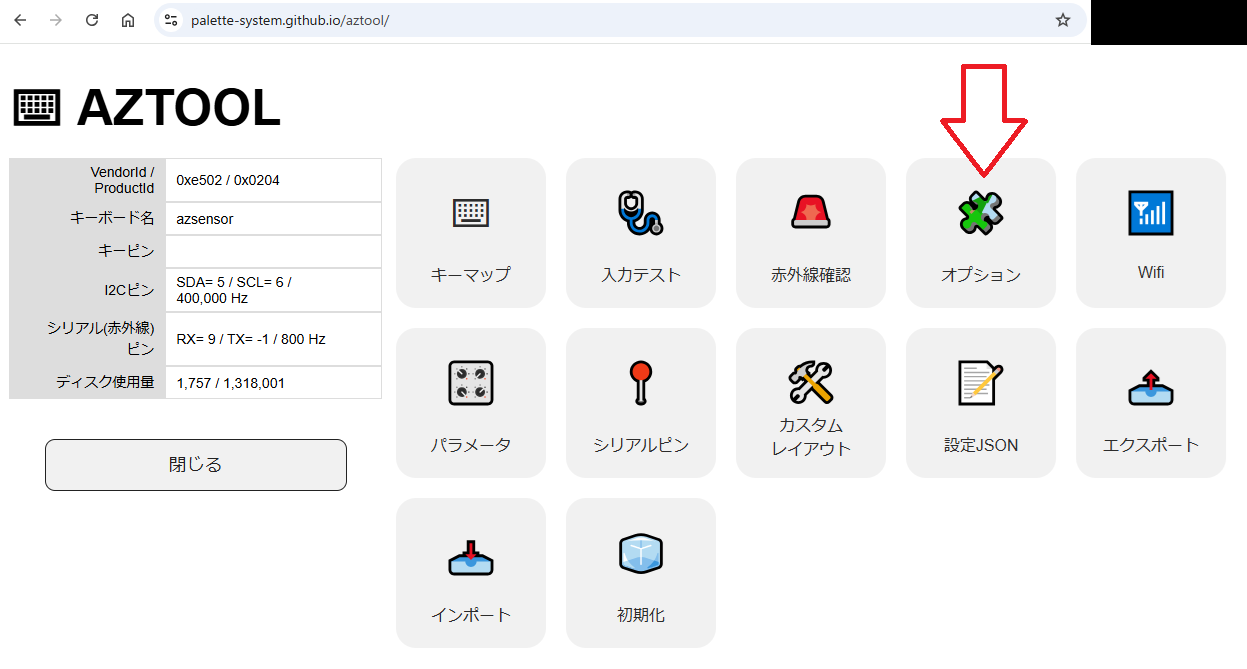 palette-system.github.io/aztool/
AZTOOL
VendorId /
ProductId
0xe502 / 0x0204
キーボード名
azsensor
キーピン
I2Cピン
SDA= 5 / SCL= 6 /
400,000 Hz
シリアル(赤外線)
ピン
RX= 9 / TX= -1 / 800 Hz
ディスク使用量
1,757 / 1,318,001
閉じる
キーマップ
入力テスト
赤外線確認
オプション
Wifi
パラメータ
シリアルピン
カスタム
レイアウト
設定JSON
エクスポート
インポート
初期化